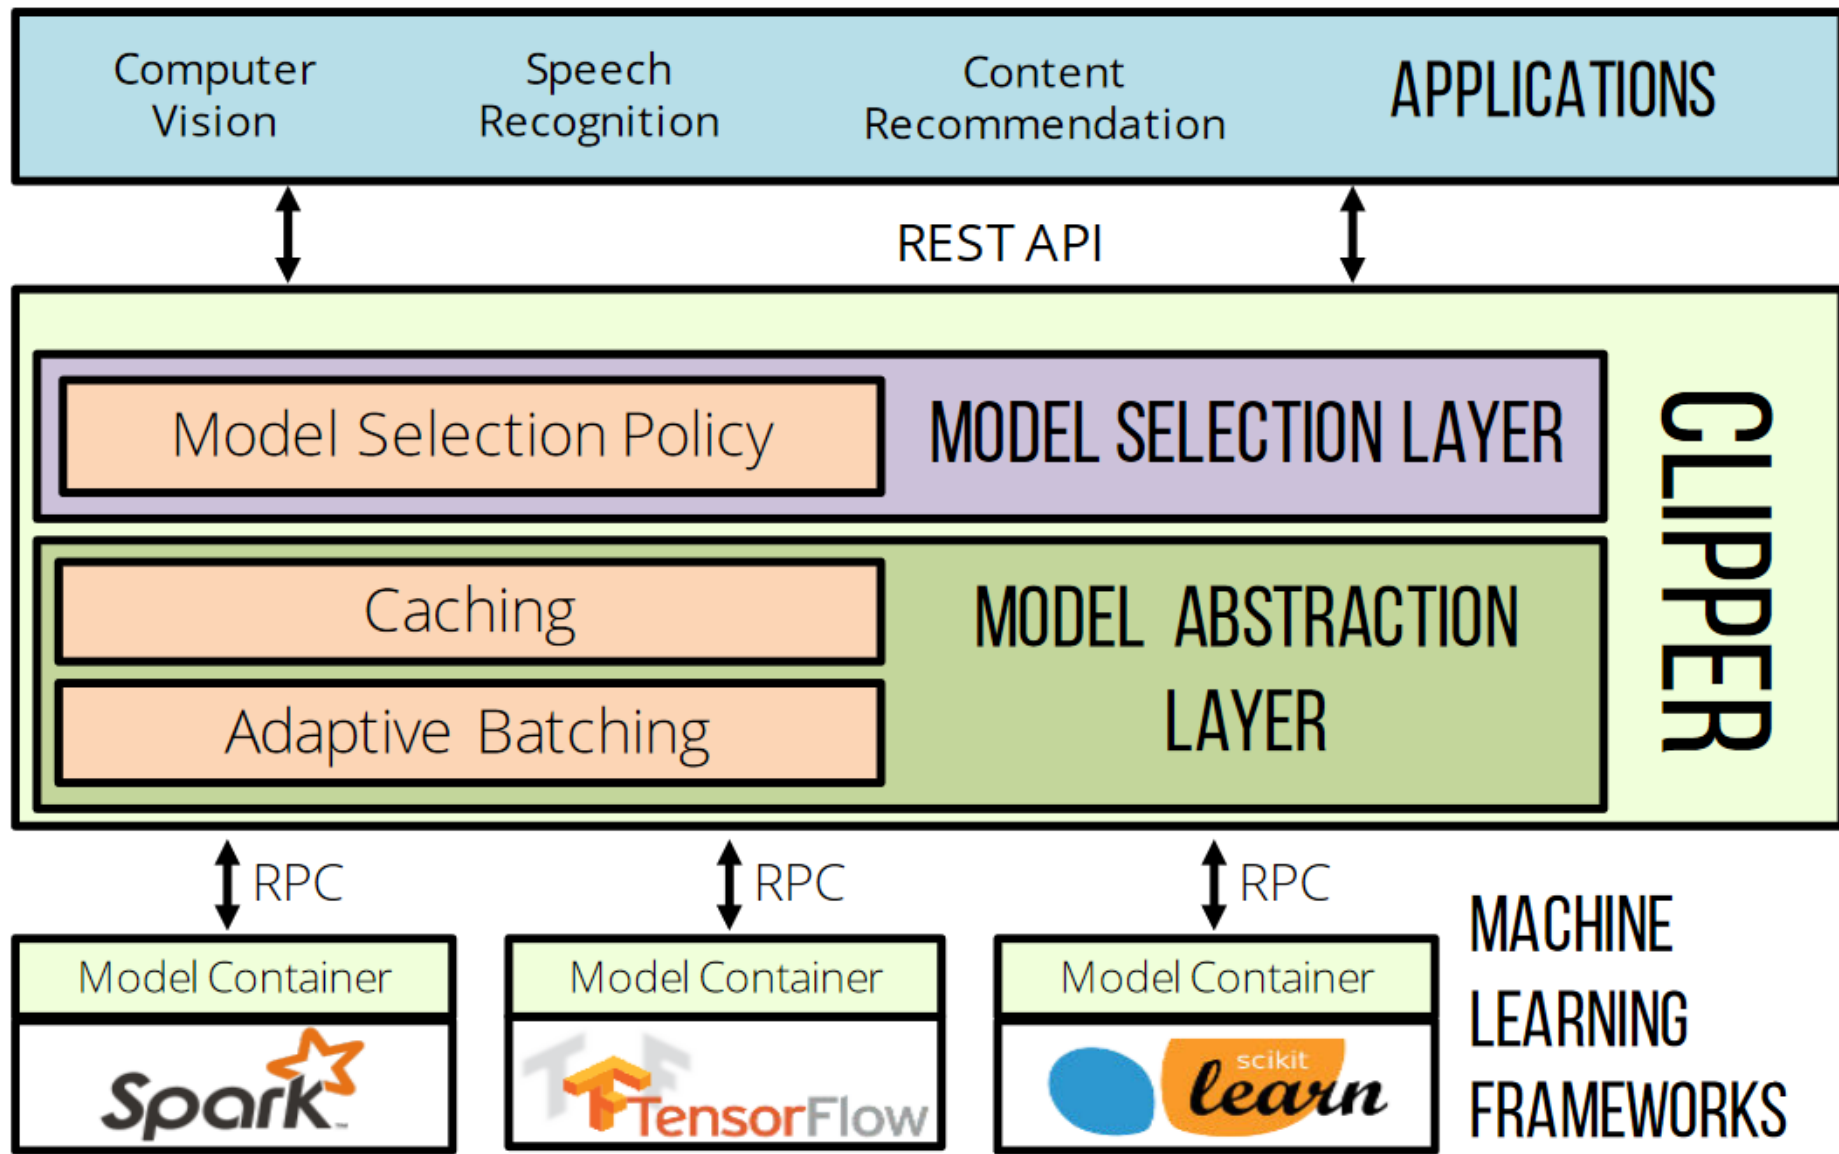 Computer
Vision
Speech
Recognition
Content
Recommendation
APPLICATIONS
REST API
Model Selection Policy
MODEL SELECTION LAYER
Caching
Adaptive Batching
MODEL ABSTRACTION
LAYER
CLIPPER
RPC
RPC
RPC
Model Container
Spark™
Model Container
TensorFlow
Model Container
scikit
learn
MACHINE
LEARNING
FRAMEWORKS